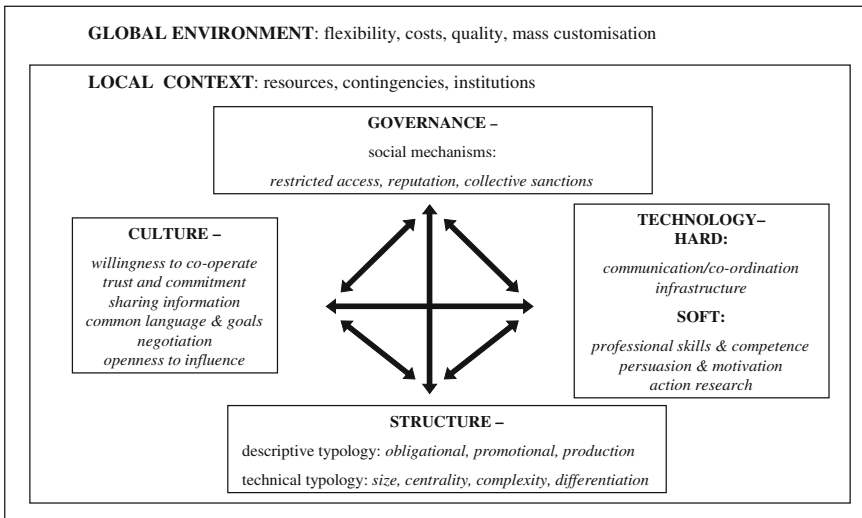 GLOBAL ENVIRONMENT: flexibility, costs, quality, mass customisation
LOCAL CONTEXT: resources, contingencies, institutions
GOVERNANCE –
social mechanisms:
restricted access, reputation, collective sanctions
CULTURE –
willingness to co-operate
trust and commitment
sharing information
common language & goals
negotiation
openness to influence
TECHNOLOGY–
HARD:
communication/co-ordination
infrastructure
SOFT:
professional skills & competence
persuasion & motivation
action research
STRUCTURE –
descriptive typology: obligational, promotional, production
technical typology: size, centrality, complexity, differentiation